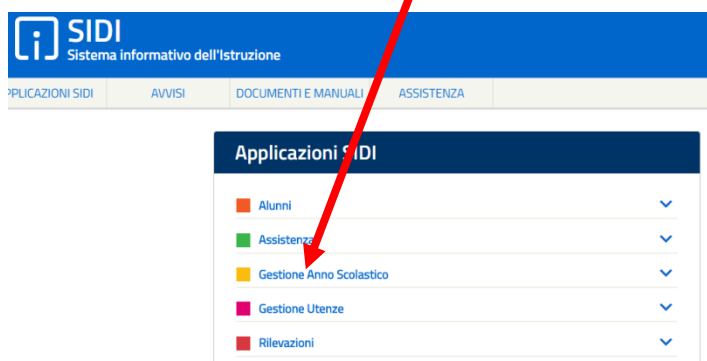 SIDI
Sistema informativo dell'Istruzione
PPLICAZIONI SIDI AVVISI DOCUMENTI E MANUALI ASSISTENZA
Applicazioni SIDI
Alunni
Assistenza
Gestione Anno Scolastico
Gestione Utenze
Rilevazioni